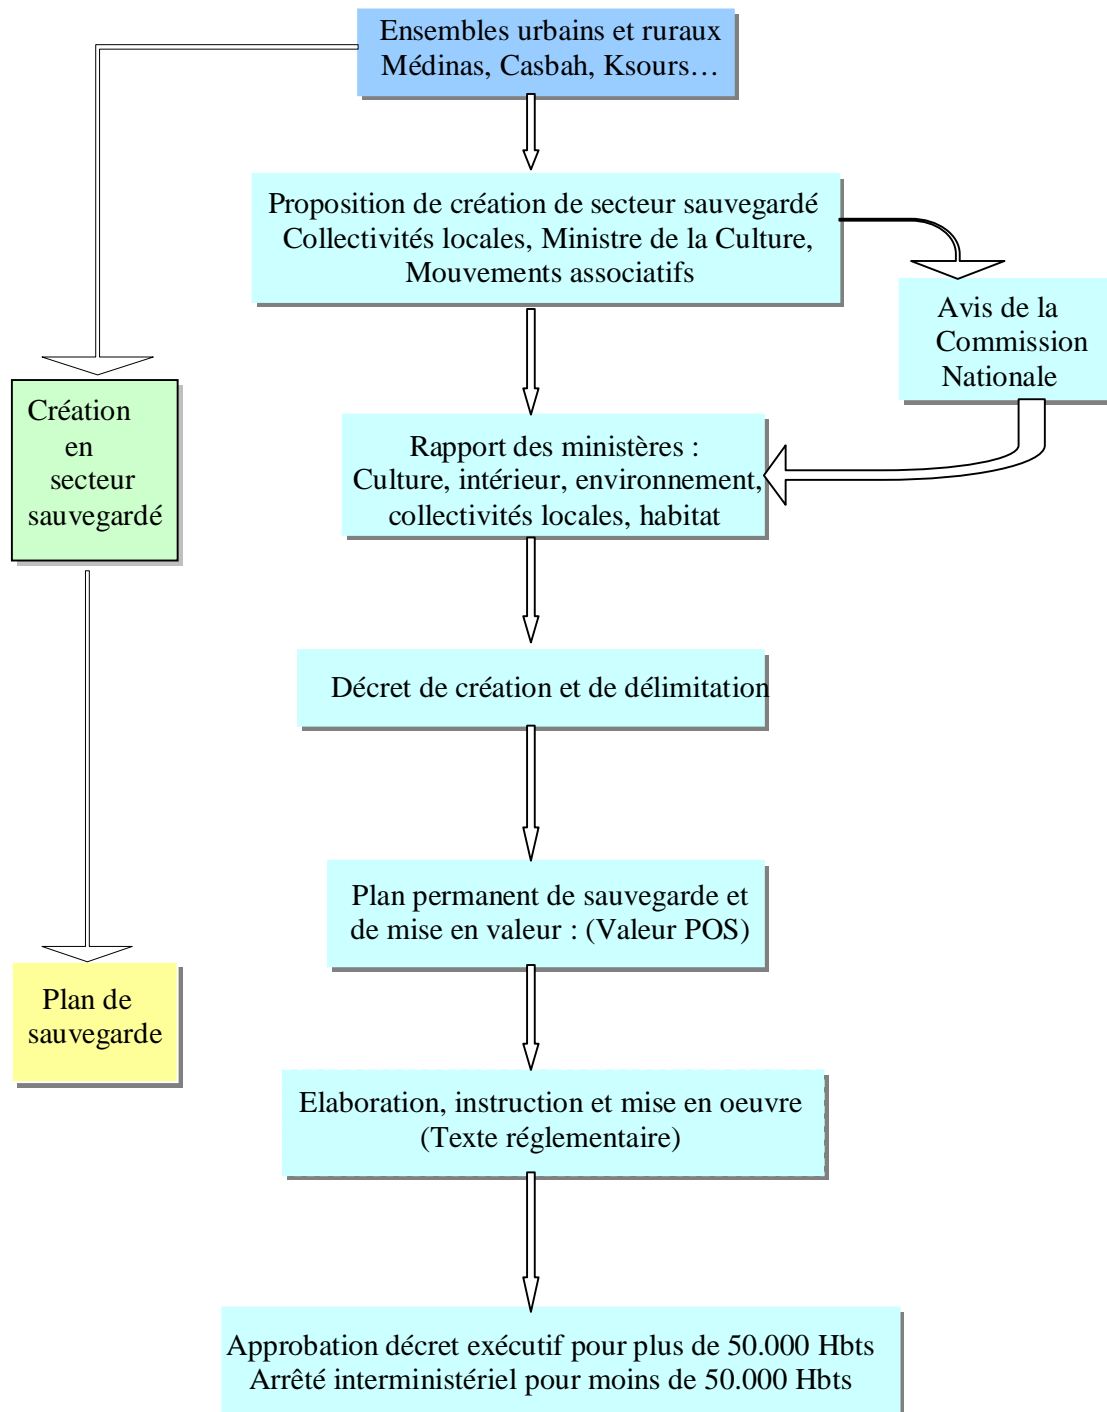 Ensembles urbains et ruraux
Médinas, Casbah, Ksours…
Proposition de création de secteur sauvegardé
Collectivités locales, Ministre de la Culture,
Mouvements associatifs
Avis de la
Commission
Nationale
Création
en
secteur
sauvegardé
Rapport des ministères :
Culture, intérieur, environnement,
collectivités locales, habitat
Décret de création et de délimitation
Plan permanent de sauvegarde et
de mise en valeur : (Valeur POS)
Plan de
sauvegarde
Elaboration, instruction et mise en oeuvre
(Texte réglementaire)
Approbation décret exécutif pour plus de 50.000 Hbts
Arrêté interministériel pour moins de 50.000 Hbts